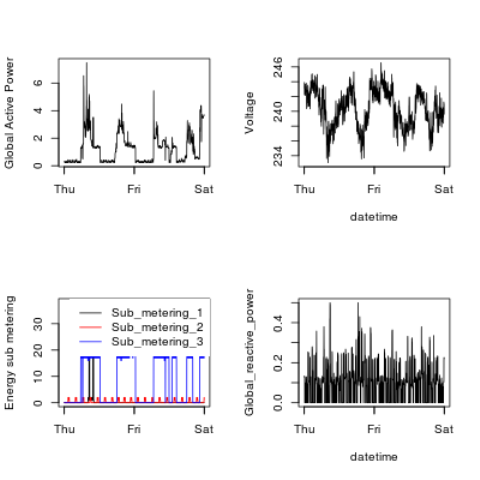 Global Active Power
0 2 4 6
Thu Fri Sat
Voltage
234 240 246
Thu Fri Sat
datetime
Energy sub metering
0 10 20 30
Sub_metering_1
Sub_metering_2
Sub_metering_3
Thu Fri Sat
Global_reactive_power
0.0 0.2 0.4
Thu Fri Sat
datetime